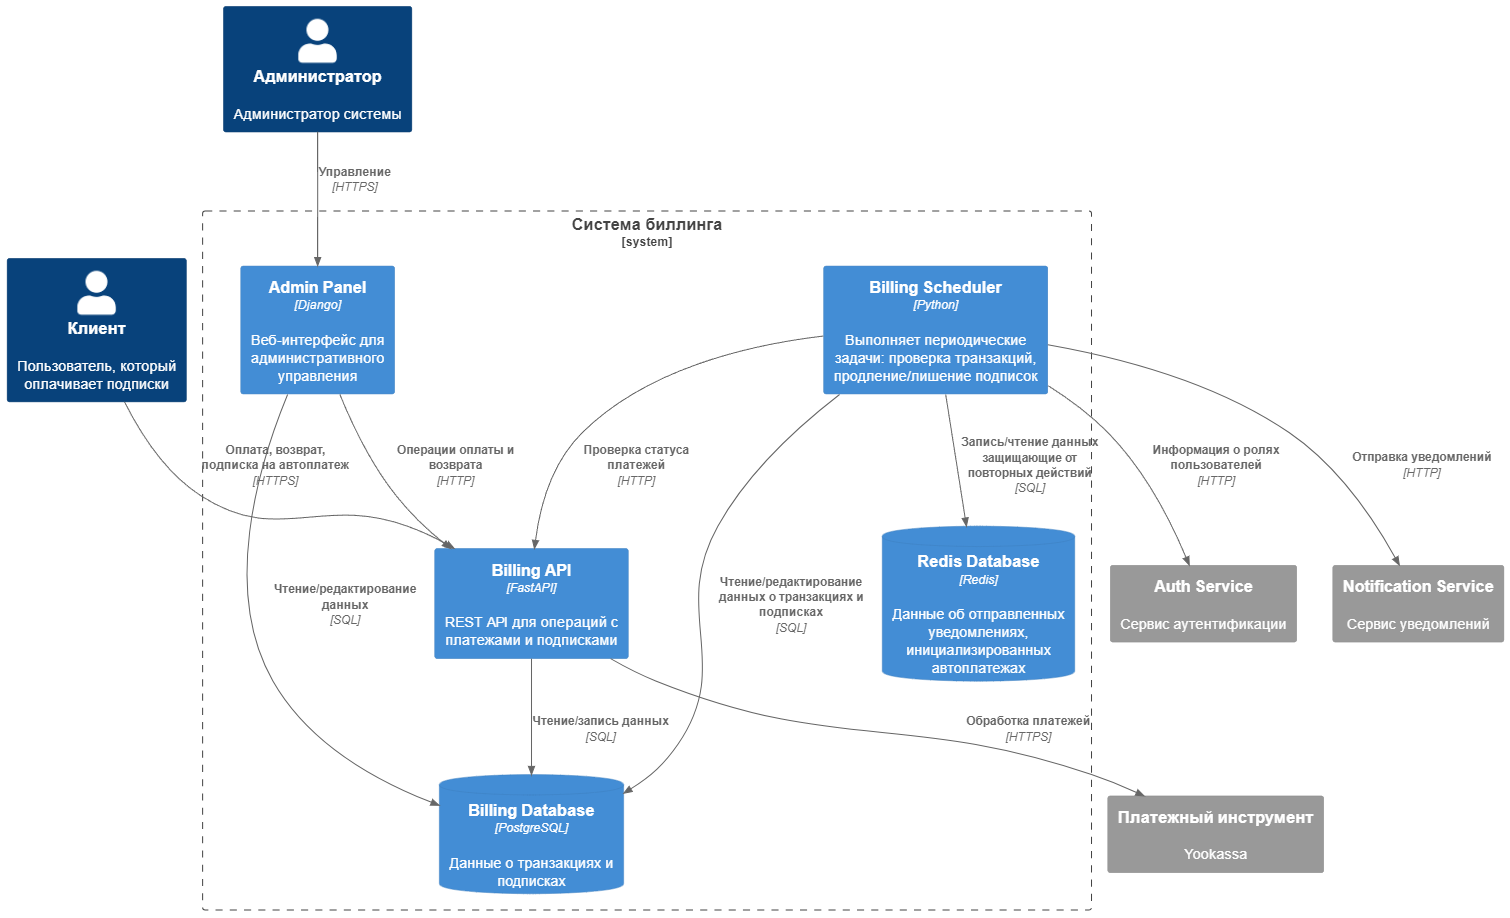 Администратор
Администратор системы
Управление
[HTTPS]
Система биллинга
[system]
Клиент
Пользователь, который
оплачивает подписки
Admin Panel
[Django]
Веб-интерфейс для
административного
управления
Billing Scheduler
[Python]
Выполняет периодические
задачи: проверка транзакций,
продление/лишение подписок
Оплата, возврат,
подписка на автоплатеж
[HTTPS]
Операции оплаты и
возврата
[HTTP]
Проверка статуса
платежей
[HTTP]
Запись/чтение данных
защищающие от
повторных действий
[SQL]
Информация о ролях
пользователей
[HTTP]
Отправка уведомлений
[HTTP]
Billing API
[FastAPI]
REST API для операций с
платежами и подписками
Redis Database
[Redis]
Данные об отправленных
уведомлениях,
инициализированных
автоплатежах
Auth Service
Сервис аутентификации
Notification Service
Сервис уведомлений
Чтение/редактирование
данных
[SQL]
Чтение/редактирование
данных о транзакциях и
подписках
[SQL]
Чтение/запись данных
[SQL]
Обработка платежей
[HTTPS]
Billing Database
[PostgreSQL]
Данные о транзакциях и
подписках
Платежный инструмент
Yookassa